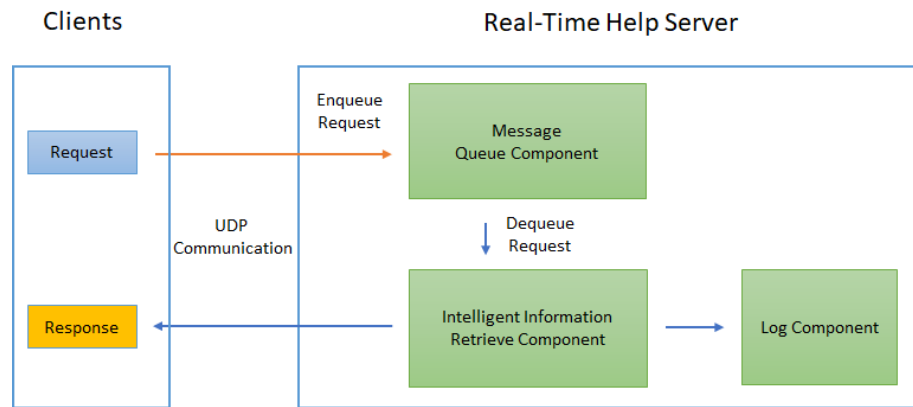 Clients
Real-Time Help Server
Enqueue
Request
Message
Queue Component
Request
UDP
Communication
Dequeue
Request
Response
Intelligent Information
Retrieve Component
Log Component